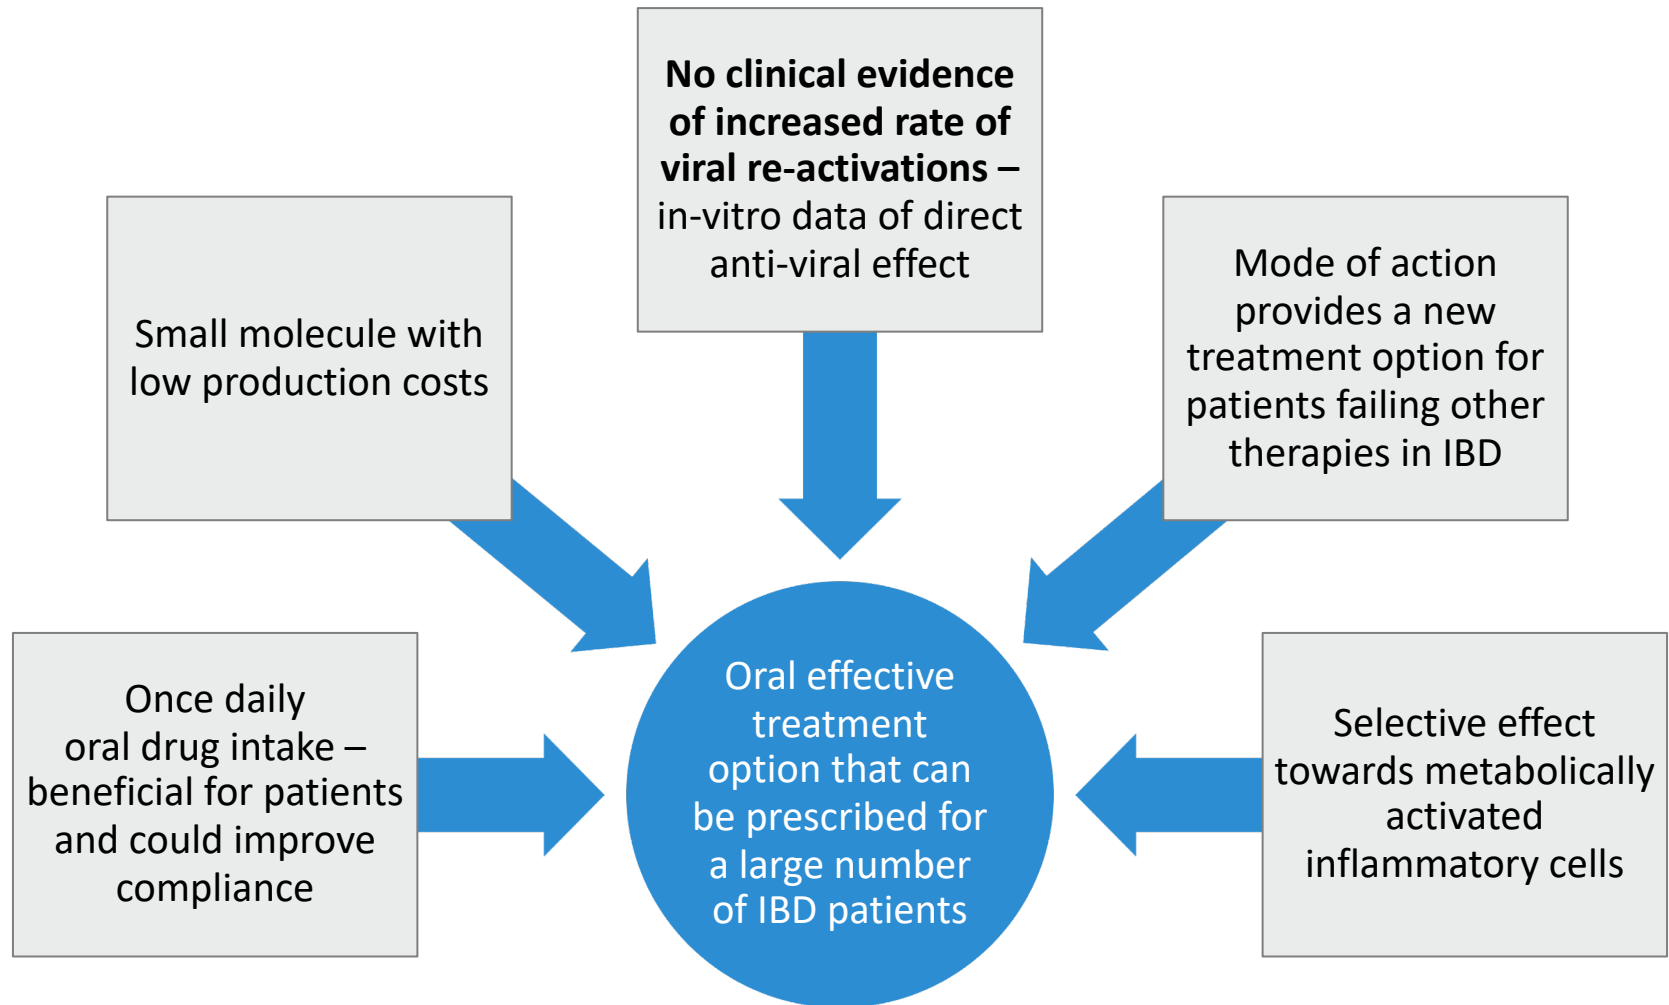 No clinical evidence
of increased rate of
viral re-activations –
in-vitro data of direct
anti-viral effect
Small molecule with
low production costs
Mode of action
provides a new
treatment option for
patients failing other
therapies in IBD
Once daily
oral drug intake –
beneficial for patients
and could improve
compliance
Oral effective
treatment
option that can
be prescribed for
a large number
of IBD patients
Selective effect
towards metabolically
activated
inflammatory cells